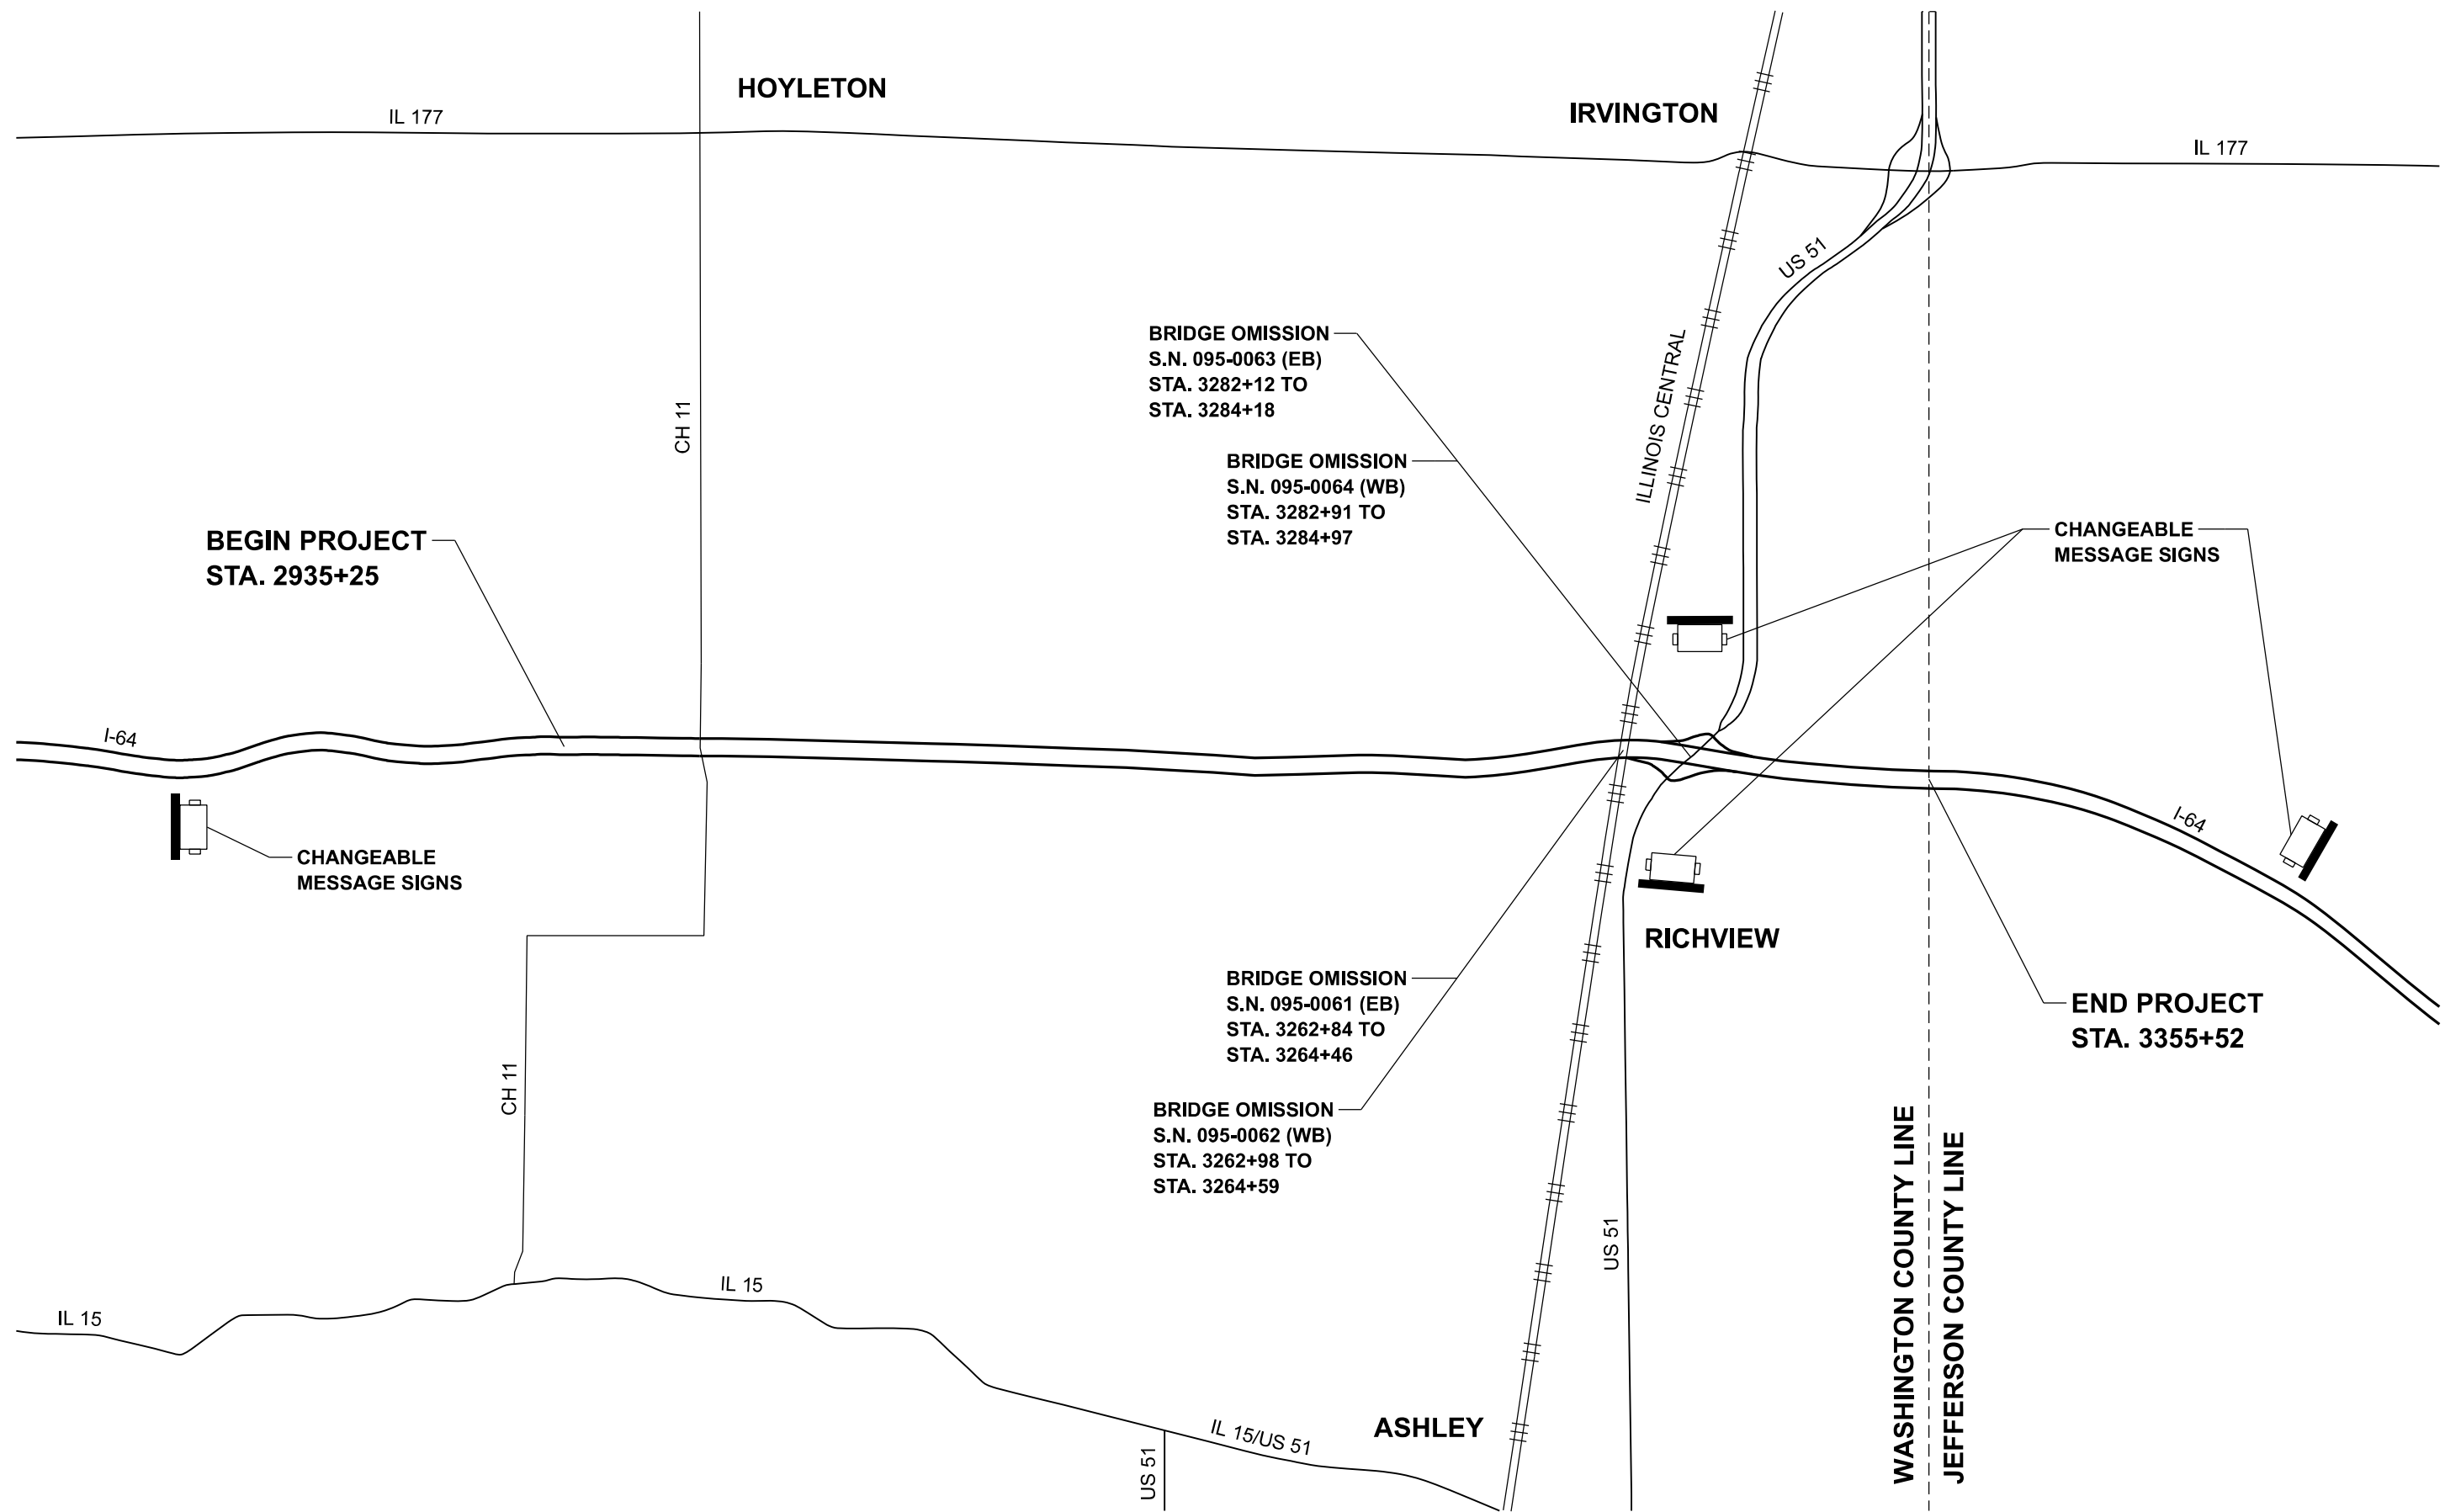 HOYLETON
IRVINGTON
IL 177
IL 177
US 51
BRIDGE OMISSION
S.N. 095-0063 (EB)
STA. 3282+12 TO
STA. 3284+18
ILLINOIS CENTRAL
CH 11
BRIDGE OMISSION
S.N. 095-0064 (WB)
STA. 3282+91 TO
STA. 3284+97
BEGIN PROJECT
STA. 2935+25
CHANGEABLE
MESSAGE SIGNS
I-64
I-64
CHANGEABLE
MESSAGE SIGNS
RICHVIEW
BRIDGE OMISSION
S.N. 095-0061 (EB)
STA. 3262+84 TO
STA. 3264+46
END PROJECT
STA. 3355+52
CH 11
BRIDGE OMISSION
S.N. 095-0062 (WB)
STA. 3262+98 TO
STA. 3264+59
WASHINGTON COUNTY LINE
JEFFERSON COUNTY LINE
US 51
IL 15
IL 15
ASHLEY
IL 15/US 51
US 51